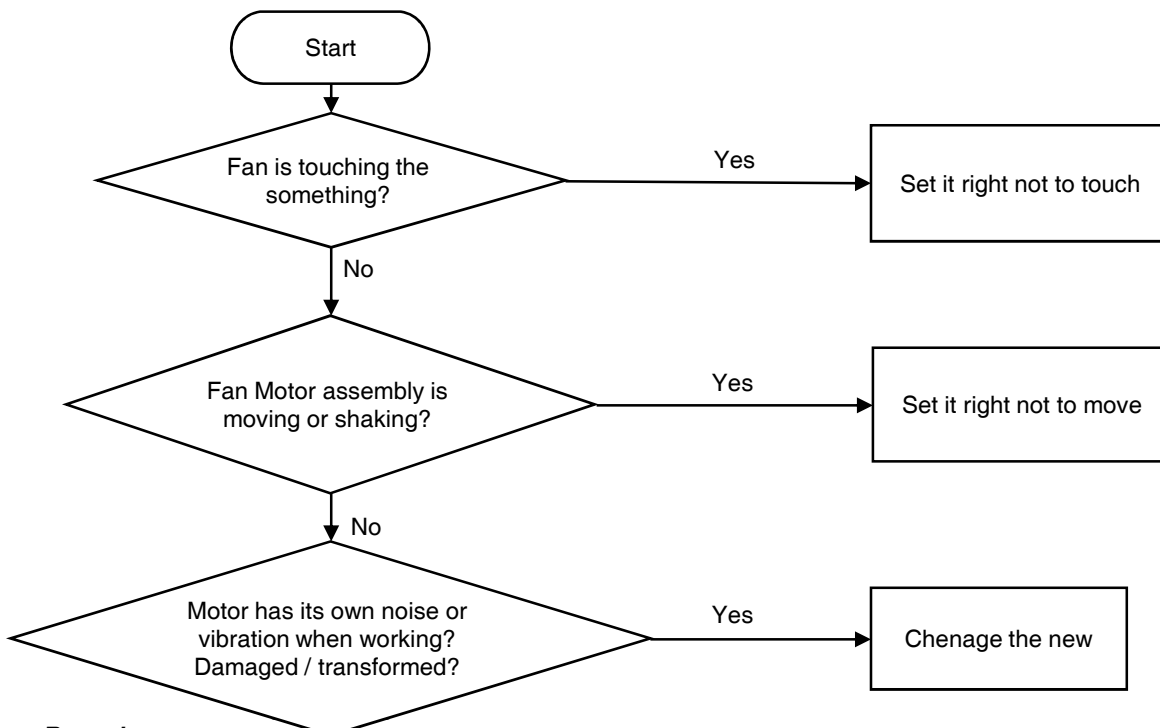 Start
Fan is touching the
something?
Yes
Set it right not to touch
No
Fan Motor assembly is
moving or shaking?
Yes
Set it right not to move
No
Motor has its own noise or
vibration when working?
Damaged / transformed?
Yes
Chenage the new